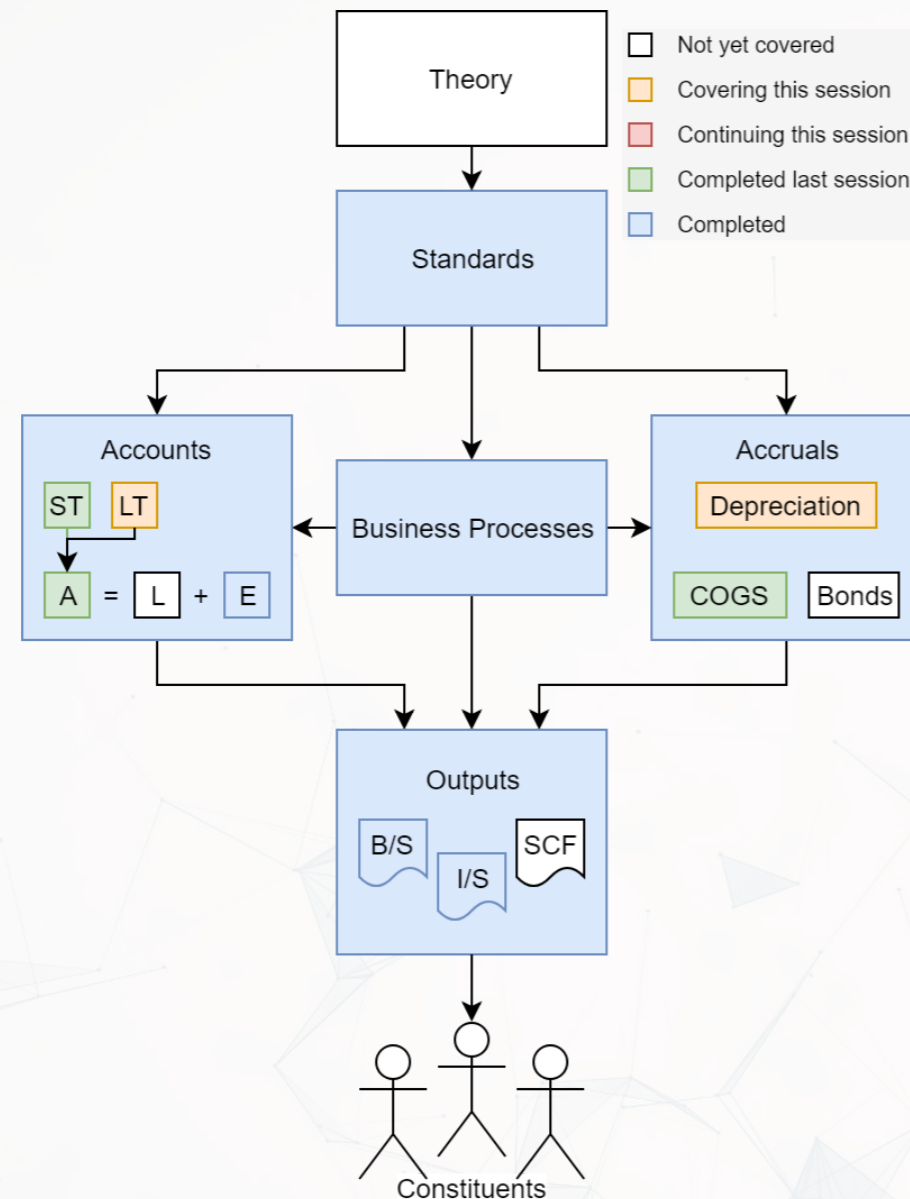 Theory
Not yet covered
Covering this session
Continuing this session
Completed last session
Completed
Standards
Accounts
ST LT
A = L + E
Business Processes
Accruals
Depreciation
COGS Bonds
Outputs
B/S
I/S
SCF
Constituents